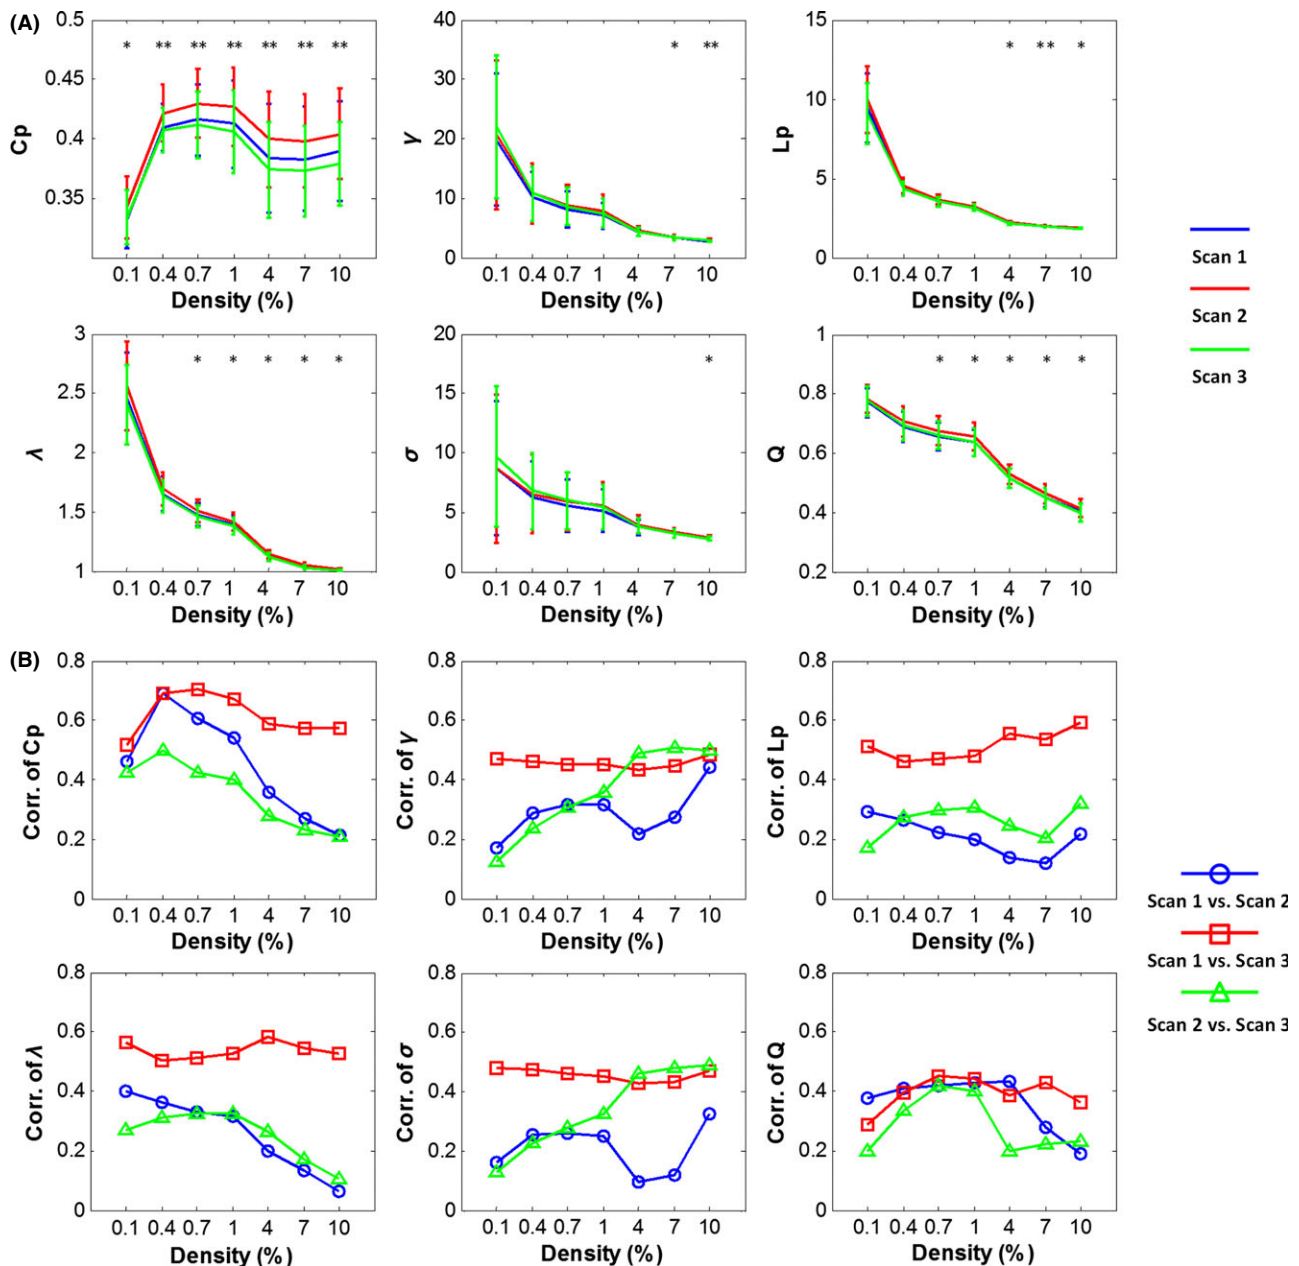 (A)
0.5
0.45
0.4
0.35
Cp
* ** ** ** ** ** **
0.1 0.4 0.7 1 4 7 10
Density (%)
40
30
20
10
0
γ
* **
0.1 0.4 0.7 1 4 7 10
Density (%)
15
10
5
0
Lp
* ** *
0.1 0.4 0.7 1 4 7 10
Density (%)
Scan 1
Scan 2
Scan 3
3
2.5
2
1.5
1
λ
* * * * *
0.1 0.4 0.7 1 4 7 10
Density (%)
20
15
10
5
0
σ
*
0.1 0.4 0.7 1 4 7 10
Density (%)
1
0.8
0.6
0.4
0.2
Q
* * * * *
0.1 0.4 0.7 1 4 7 10
Density (%)
(B)
0.8
0.6
0.4
0.2
0
Corr. of Cp
0.1 0.4 0.7 1 4 7 10
Density (%)
0.8
0.6
0.4
0.2
0
Corr. of γ
0.1 0.4 0.7 1 4 7 10
Density (%)
0.8
0.6
0.4
0.2
0
Corr. of Lp
0.1 0.4 0.7 1 4 7 10
Density (%)
Scan 1 vs. Scan 2
Scan 1 vs. Scan 3
Scan 2 vs. Scan 3
0.8
0.6
0.4
0.2
0
Corr. of λ
0.1 0.4 0.7 1 4 7 10
Density (%)
0.8
0.6
0.4
0.2
0
Corr. of σ
0.1 0.4 0.7 1 4 7 10
Density (%)
0.8
0.6
0.4
0.2
0
Corr. of Q
0.1 0.4 0.7 1 4 7 10
Density (%)